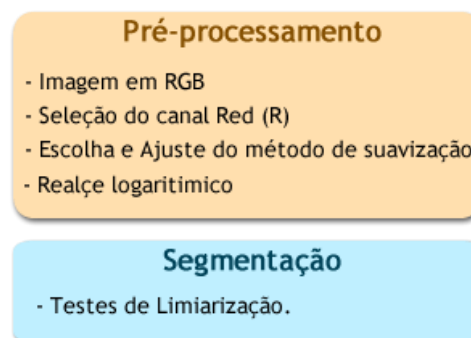 Pré-processamento
- Imagem em RGB
- Seleção do canal Red (R)
- Escolha e Ajuste do método de suavização
- Realçe logaritimico
Segmentação
- Testes de Limiarização.